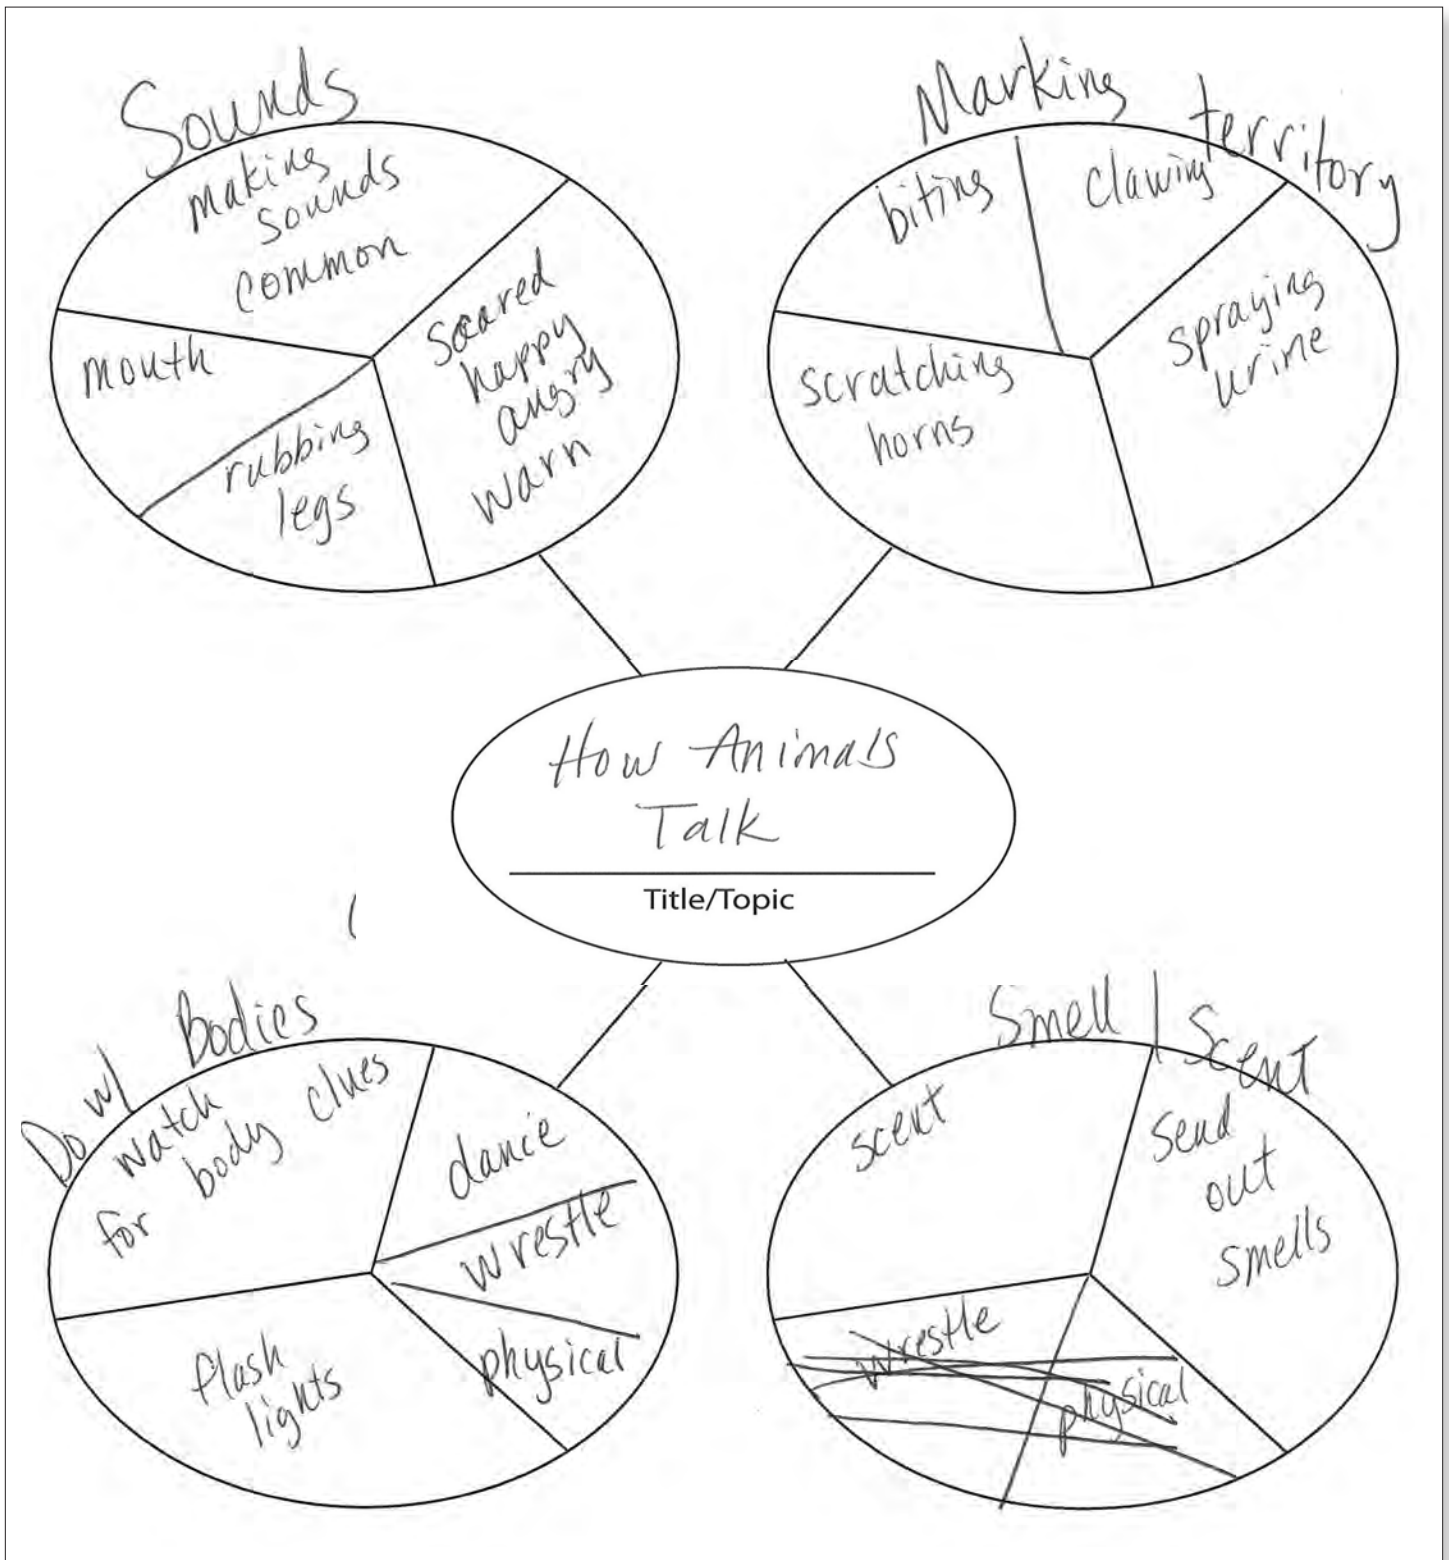 Sounds
making
sounds
common
mouth
rubbing
legs
scared
happy
angry
warn
Marking territory
biting
clawing
scratching
horns
spraying
urine
How Animals
Talk
Title/Topic
Do w/ Bodies
watch
for body clues
dance
wrestle
physical
flash
lights
Smell / Scent
scent
send
out
smells
wrestle
physical